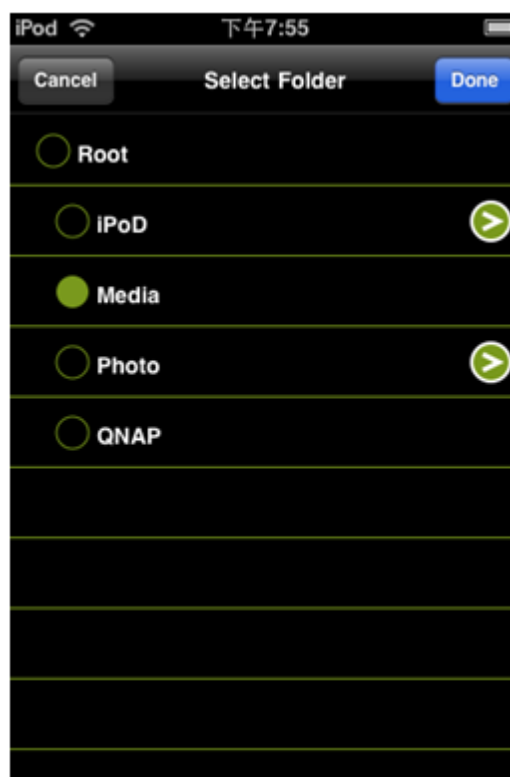 iPod 下午7:55
Cancel Select Folder Done
Root
iPoD
Media
Photo
QNAP